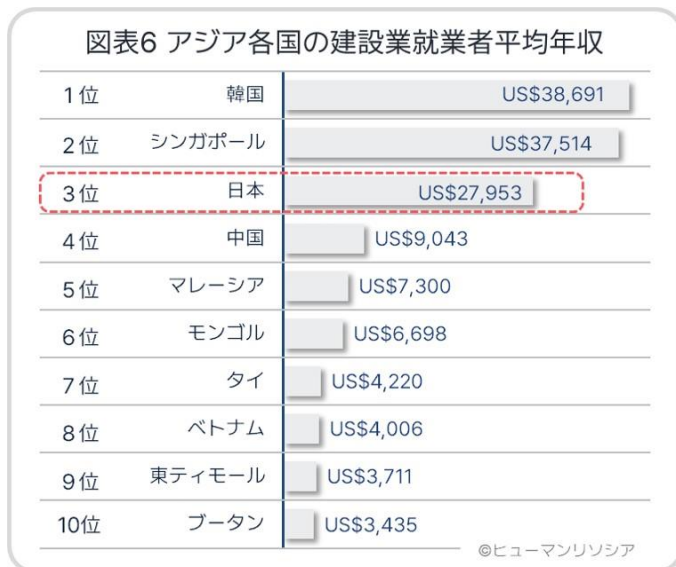 図表6 アジア各国の建設業就業者平均年収
1位 韓国 US$38,691
2位 シンガポール US$37,514
3位 日本 US$27,953
4位 中国 US$9,043
5位 マレーシア US$7,300
6位 モンゴル US$6,698
7位 タイ US$4,220
8位 ベトナム US$4,006
9位 東ティモール US$3,711
10位 ブータン US$3,435
©ヒューマンリソシア